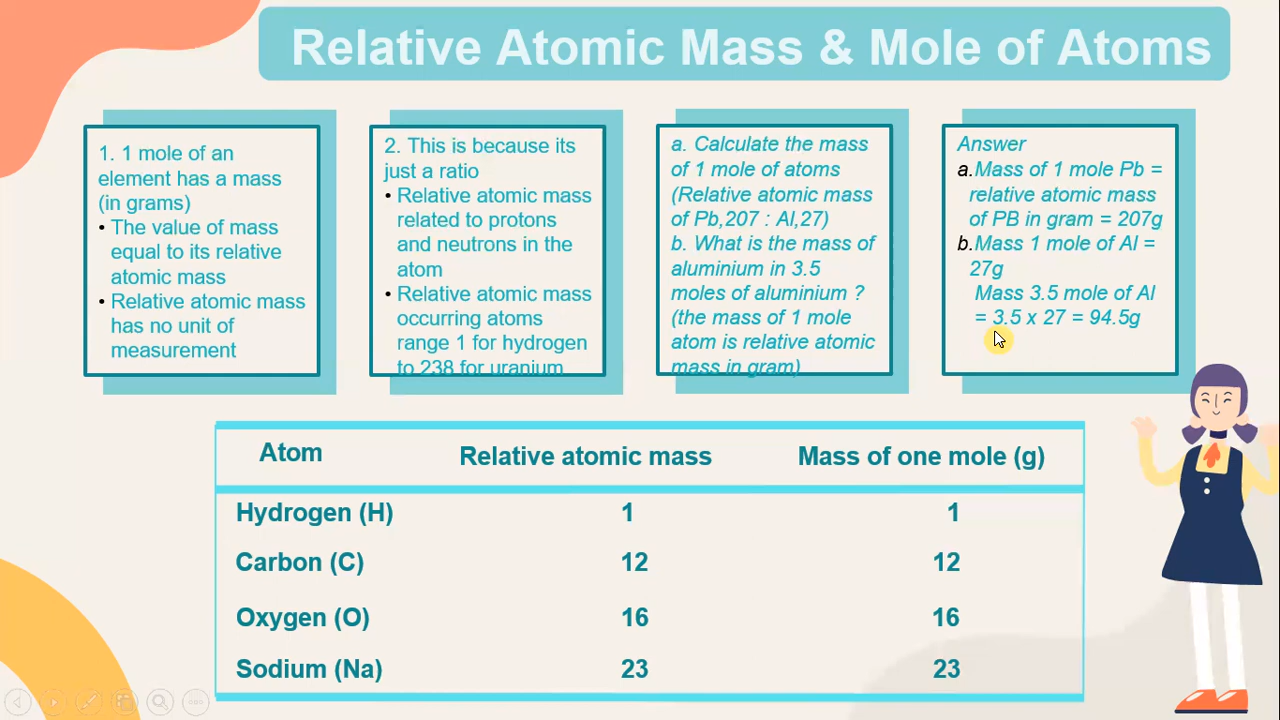 Relative Atomic Mass & Mole of Atoms
1. 1 mole of an
element has a mass
(in grams)
• The value of mass
equal to its relative
atomic mass
• Relative atomic mass
has no unit of
measurement
2. This is because its
just a ratio
• Relative atomic mass
related to protons
and neutrons in the
atom
• Relative atomic mass
occurring atoms
range 1 for hydrogen
to 238 for uranium
a. Calculate the mass
of 1 mole of atoms
(Relative atomic mass
of Pb,207 : Al,27)
b. What is the mass of
aluminium in 3.5
moles of aluminium ?
(the mass of 1 mole
atom is relative atomic
mass in gram)
Answer
a. Mass of 1 mole Pb =
relative atomic mass
of PB in gram = 207g
b. Mass 1 mole of Al =
27g
Mass 3.5 mole of Al
= 3.5 x 27 = 94.5g
Atom Relative atomic mass Mass of one mole (g)
Hydrogen (H) 1 1
Carbon (C) 12 12
Oxygen (O) 16 16
Sodium (Na) 23 23